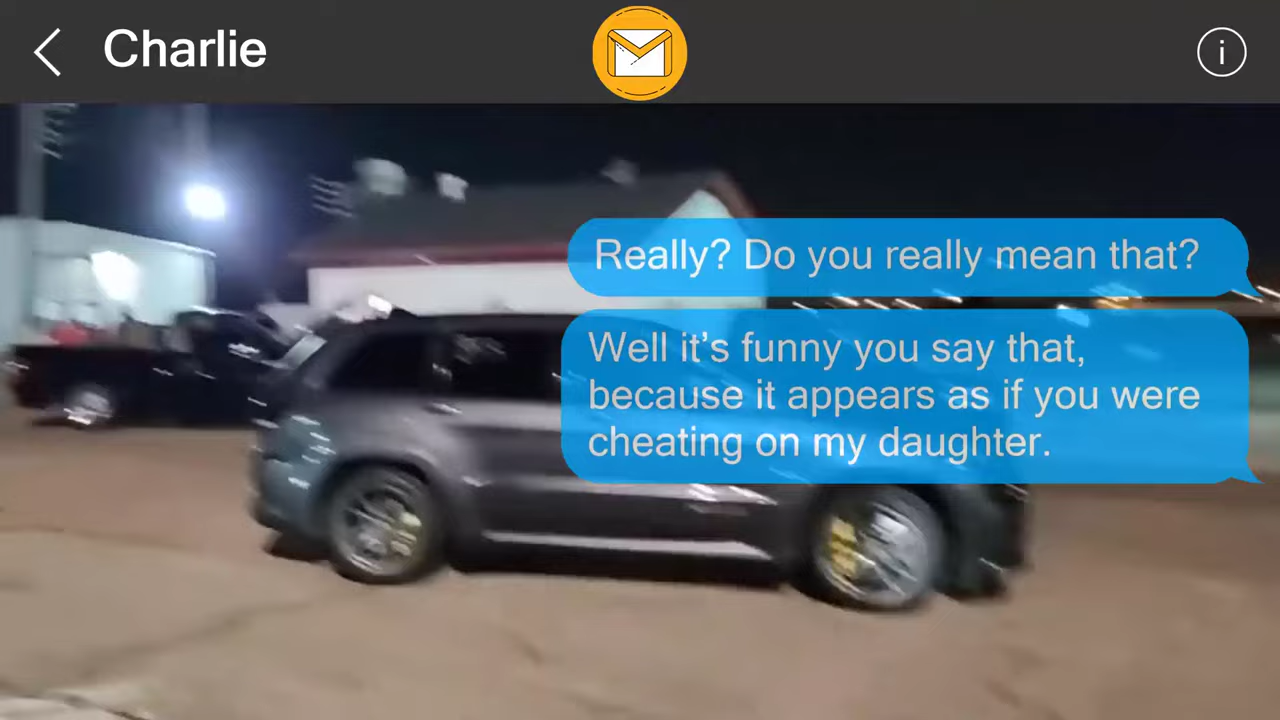 Charlie
i
Really? Do you really mean that?
Well it’s funny you say that,
because it appears as if you were
cheating on my daughter.